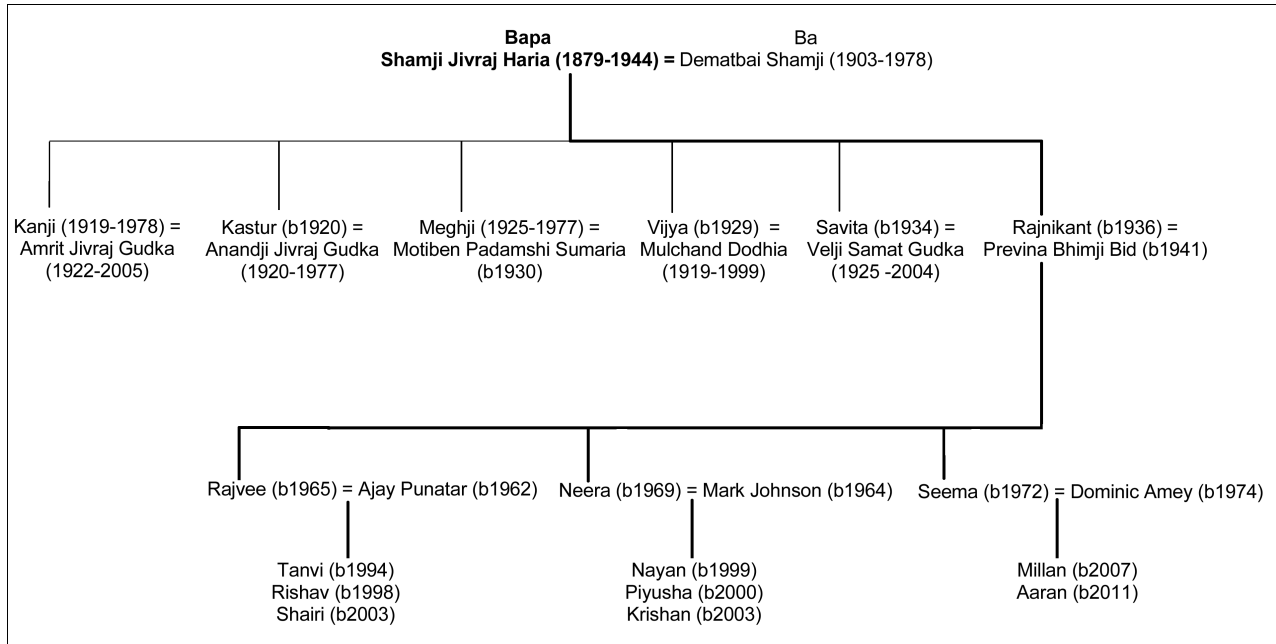 Bapa Ba
Shamji Jivraj Haria (1879-1944) = Dematbai Shamji (1903-1978)
Kanji (1919-1978) =
Amrit Jivraj Gudka
(1922-2005)
Kastur (b1920) =
Anandji Jivraj Gudka
(1920-1977)
Meghji (1925-1977) =
Motiben Padamshi Sumaria
(b1930)
Vijya (b1929) =
Mulchand Dodhia
(1919-1999)
Savita (b1934) =
Velji Samat Gudka
(1925 -2004)
Rajnikant (b1936) =
Previna Bhimji Bid (b1941)
Rajvee (b1965) = Ajay Punatar (b1962)
Neera (b1969) = Mark Johnson (b1964)
Seema (b1972) = Dominic Amey (b1974)
Tanvi (b1994)
Rishav (b1998)
Shairi (b2003)
Nayan (b1999)
Piyusha (b2000)
Krishan (b2003)
Millan (b2007)
Aaran (b2011)